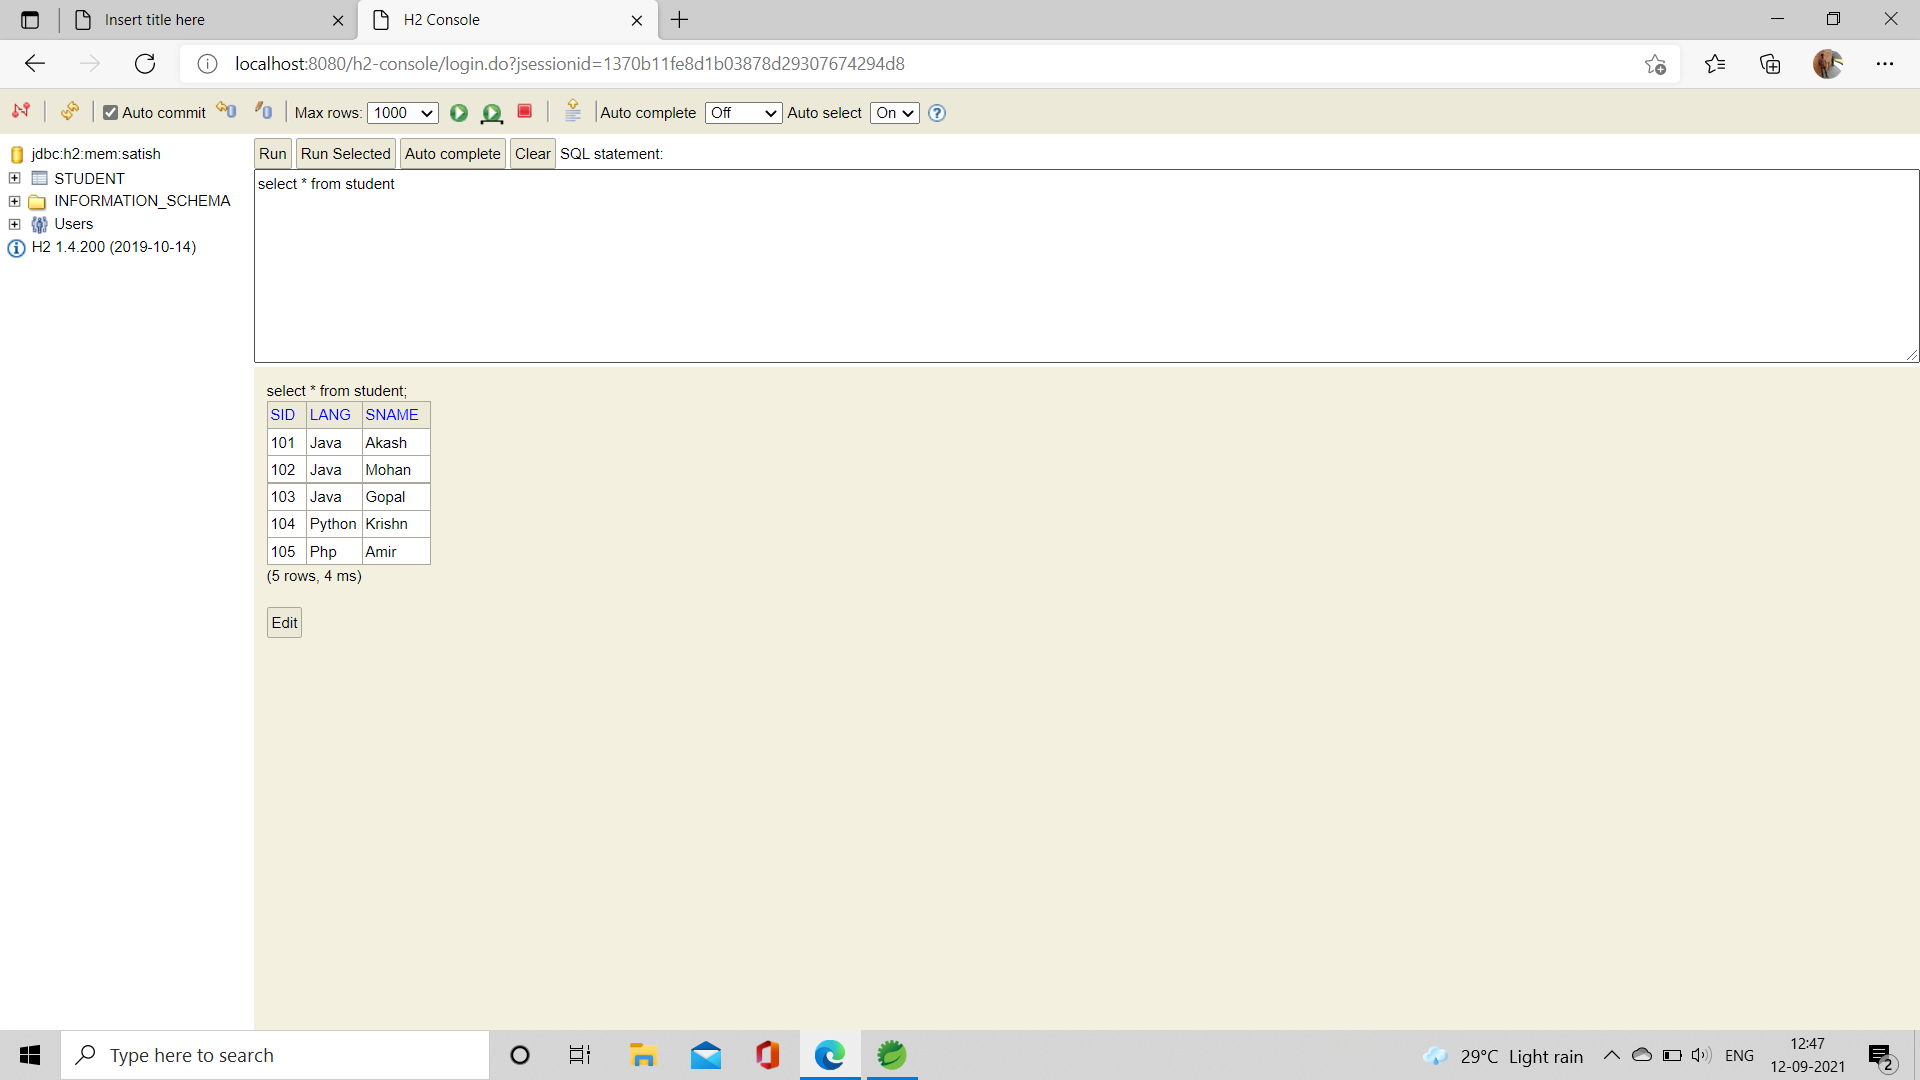 Insert title here
H2 Console
localhost:8080/h2-console/login.do?jsessionid=1370b11fe8d1b03878d29307674294d8
Auto commit Max rows: 1000 Auto complete Off Auto select On
jdbc:h2:mem:satish
STUDENT
INFORMATION_SCHEMA
Users
H2 1.4.200 (2019-10-14)
Run Run Selected Auto complete Clear SQL statement:
select * from student
select * from student;
SID LANG SNAME
101 Java Akash
102 Java Mohan
103 Java Gopal
104 Python Krishn
105 Php Amir
(5 rows, 4 ms)
Edit
Type here to search
29°C Light rain
ENG
12:47
12-09-2021
2